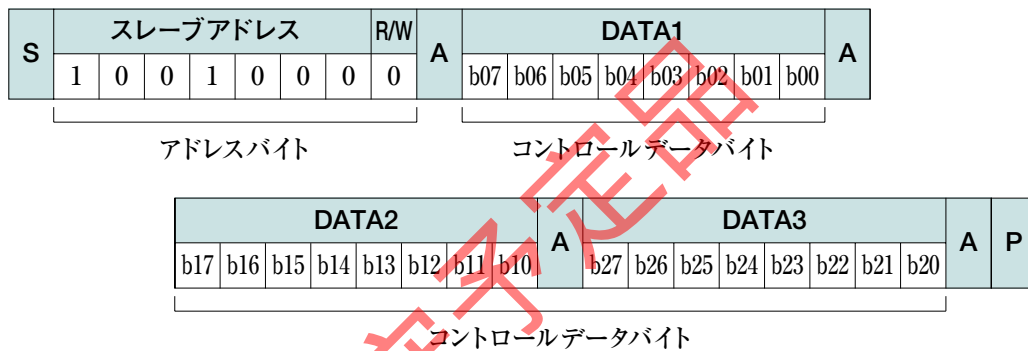 S スレーブアドレス R/W A DATA1 A
1 0 0 1 0 0 0 0 b07 b06 b05 b04 b03 b02 b01 b00
アドレスバイト コントロールデータバイト
DATA2 A DATA3 A P
b17 b16 b15 b14 b13 b12 b11 b10 b27 b26 b25 b24 b23 b22 b21 b20
コントロールデータバイト
予定品